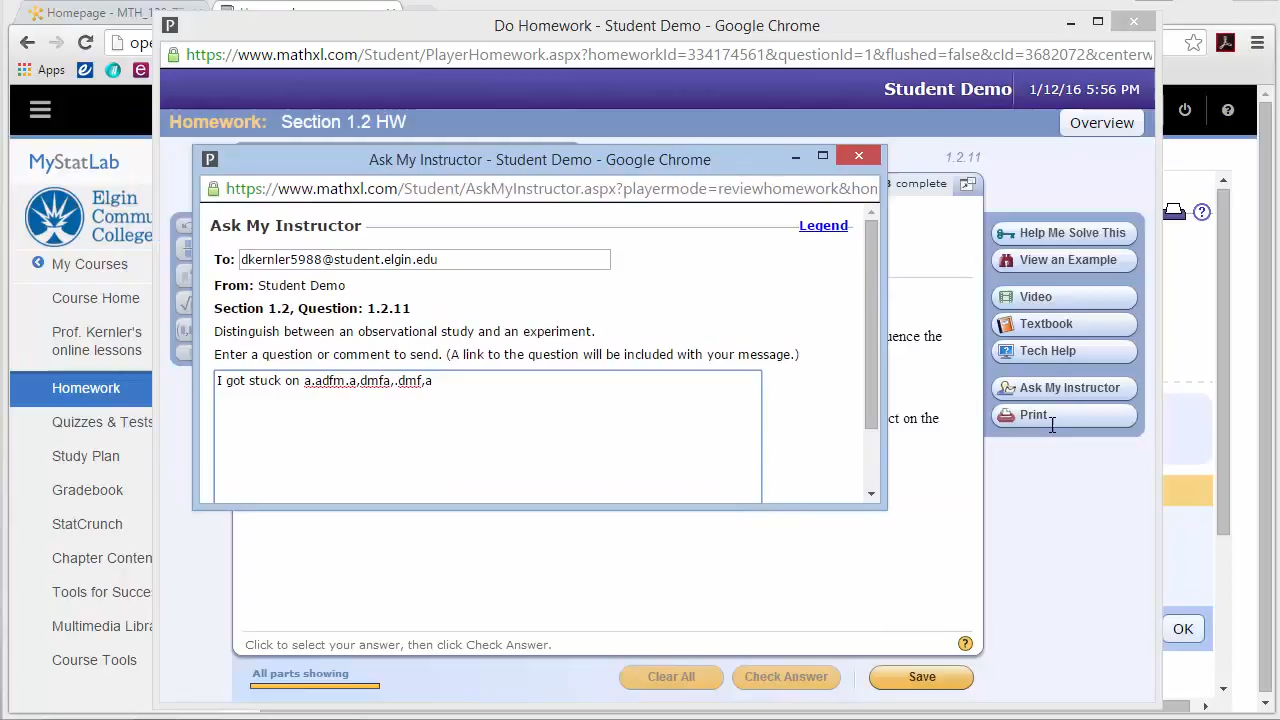 Homepage - MTH_120
Do Homework - Student Demo - Google Chrome
https://www.mathxl.com/Student/PlayerHomework.aspx?homeworkId=334174561&questionId=1&flushed=false&cId=3682072&centerw
Apps
Student Demo
1/12/16 5:56 PM
Homework: Section 1.2 HW
Overview
MyStatLab
Elgin
Commu
College
My Courses
Course Home
Prof. Kernler's
online lessons
Homework
Quizzes & Tests
Study Plan
Gradebook
StatCrunch
Chapter Conten
Tools for Succe
Multimedia Libra
Course Tools
Ask My Instructor - Student Demo - Google Chrome
1.2.11
https://www.mathxl.com/Student/AskMyInstructor.aspx?playermode=reviewhomework&hom
complete
Ask My Instructor
Legend
To: dkernler5988@student.elgin.edu
From: Student Demo
Section 1.2, Question: 1.2.11
Distinguish between an observational study and an experiment.
Enter a question or comment to send. (A link to the question will be included with your message.)
I got stuck on a.adfm.a,dmfa,.dmf,a
uence the
ct on the
Help Me Solve This
View an Example
Video
Textbook
Tech Help
Ask My Instructor
Print
Click to select your answer, then click Check Answer.
All parts showing
Clear All
Check Answer
Save
OK